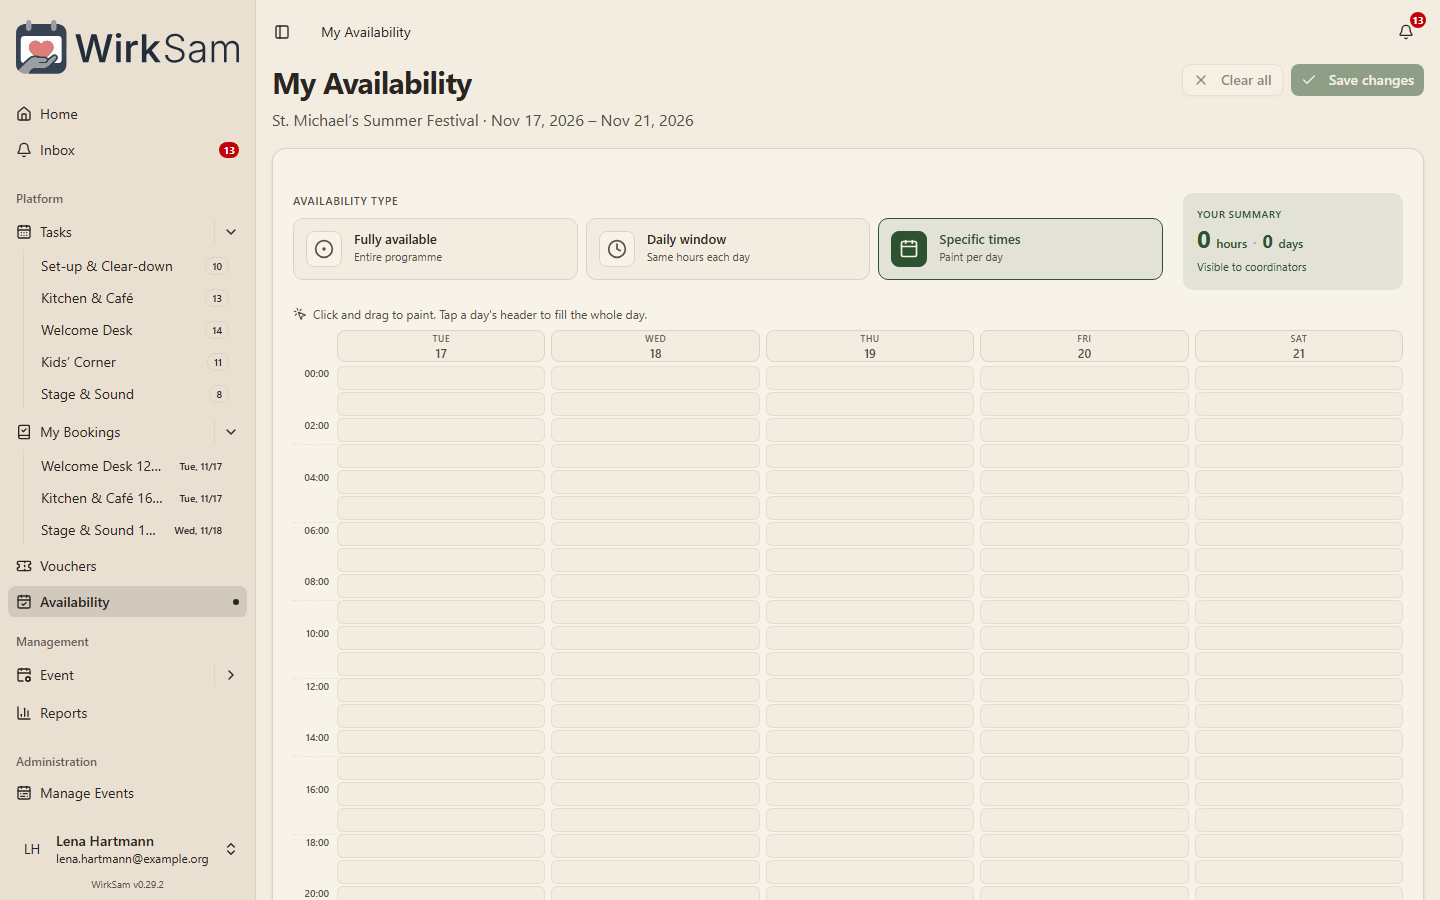 WirkSam
Home
Inbox 13
Platform
Tasks
Set-up & Clear-down 10
Kitchen & Café 13
Welcome Desk 14
Kids' Corner 11
Stage & Sound 8
My Bookings
Welcome Desk 12... Tue, 11/17
Kitchen & Café 16... Tue, 11/17
Stage & Sound 1... Wed, 11/18
Vouchers
Availability
Management
Event
Reports
Administration
Manage Events
LH Lena Hartmann
lena.hartmann@example.org
WirkSam v0.29.2
My Availability
13
My Availability
Clear all
Save changes
St. Michael's Summer Festival · Nov 17, 2026 – Nov 21, 2026
AVAILABILITY TYPE
Fully available
Entire programme
Daily window
Same hours each day
Specific times
Paint per day
YOUR SUMMARY
0 hours · 0 days
Visible to coordinators
Click and drag to paint. Tap a day's header to fill the whole day.
TUE WED THU FRI SAT
17 18 19 20 21
00:00
02:00
04:00
06:00
08:00
10:00
12:00
14:00
16:00
18:00
20:00